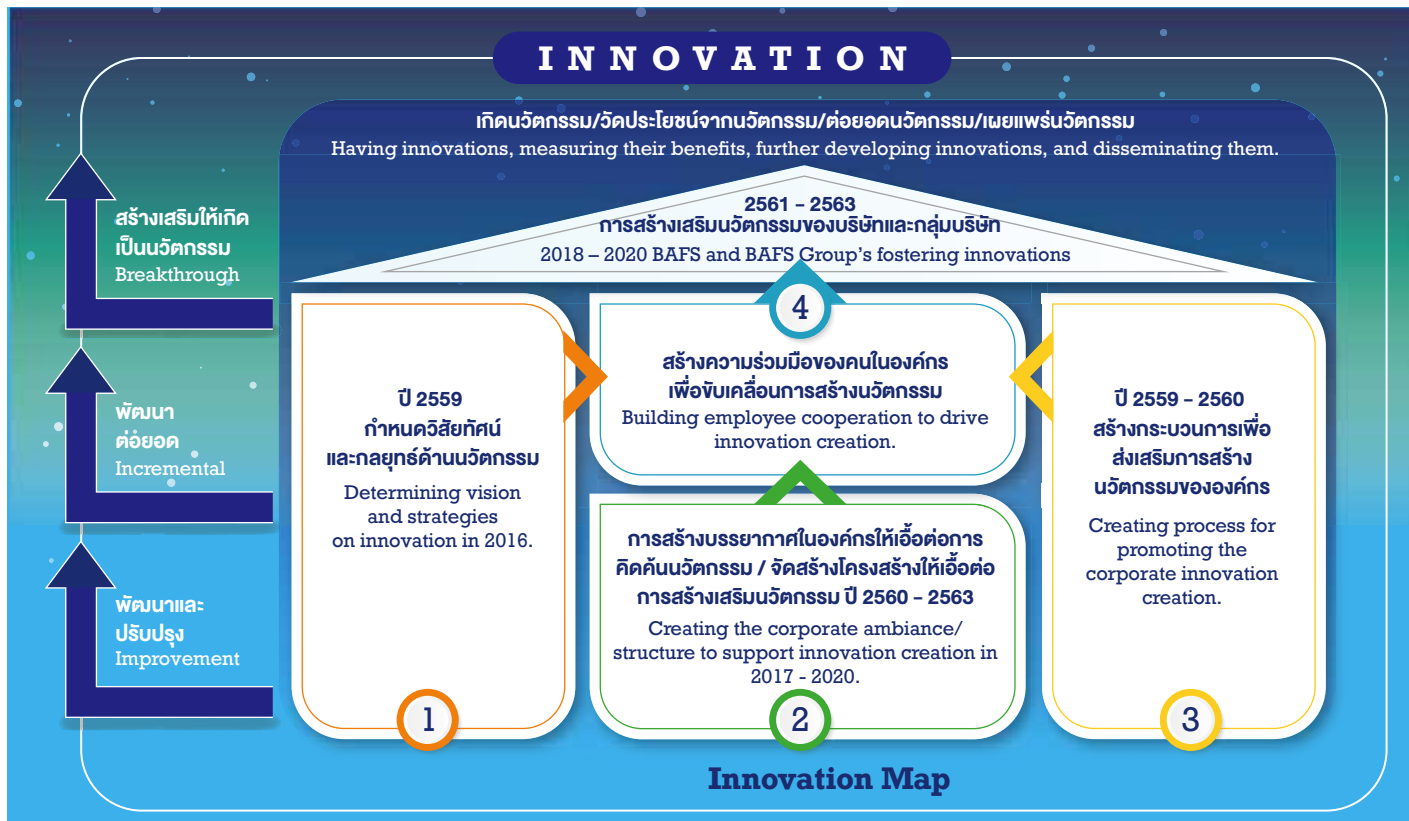 INNOVATION
เกิดนวัตกรรม/วัดประโยชน์จากนวัตกรรม/ต่อยอดนวัตกรรม/เผยแพร่นวัตกรรม
Having innovations, measuring their benefits, further developing innovations, and disseminating them.
2561 - 2563
การสร้างเสริมนวัตกรรมของบริษัทและกลุ่มบริษัท
2018 – 2020 BAFS and BAFS Group's fostering innovations
สร้างเสริมให้เกิด
เป็นนวัตกรรม
Breakthrough
พัฒนา
ต่อยอด
Incremental
พัฒนาและ
ปรับปรุง
Improvement
ปี 2559
กำหนดวิสัยทัศน์
และกลยุทธ์ด้านนวัตกรรม
Determining vision
and strategies
on innovation in 2016.
1
4
สร้างความร่วมมือของคนในองค์กร
เพื่อขับเคลื่อนการสร้างนวัตกรรม
Building employee cooperation to drive
innovation creation.
การสร้างบรรยากาศในองค์กรให้เอื้อต่อการ
คิดค้นนวัตกรรม / จัดสร้างโครงสร้างให้เอื้อต่อ
การสร้างเสริมนวัตกรรม ปี 2560 - 2563
Creating the corporate ambiance/
structure to support innovation creation in
2017 - 2020.
2
ปี 2559 - 2560
สร้างกระบวนการเพื่อ
ส่งเสริมการสร้าง
นวัตกรรมขององค์กร
Creating process for
promoting the
corporate innovation
creation.
3
Innovation Map